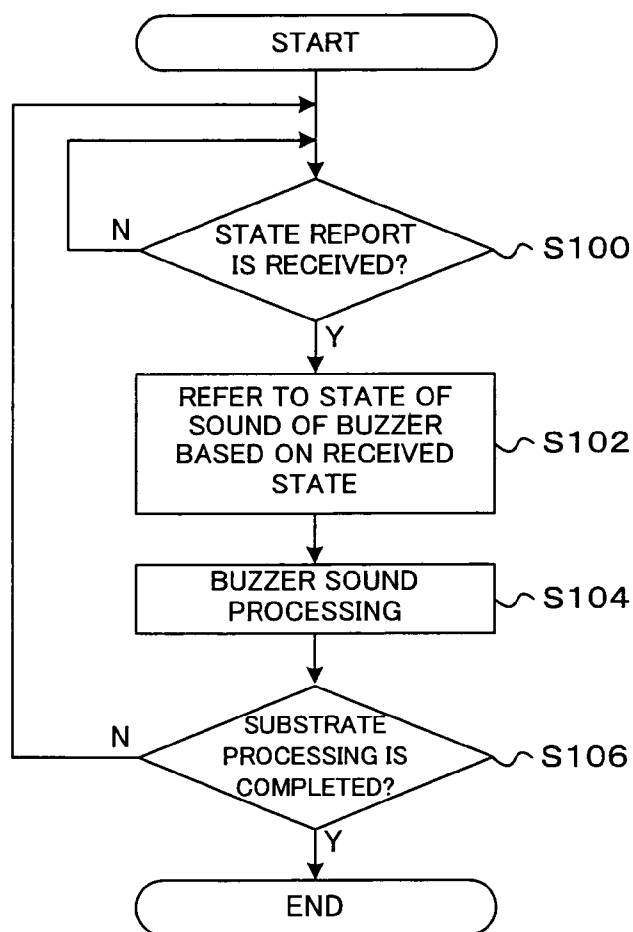 START
N
STATE REPORT
IS RECEIVED?
S100
Y
REFER TO STATE OF
SOUND OF BUZZER
BASED ON RECEIVED
STATE
S102
BUZZER SOUND
PROCESSING
S104
N
SUBSTRATE
PROCESSING IS
COMPLETED?
S106
Y
END